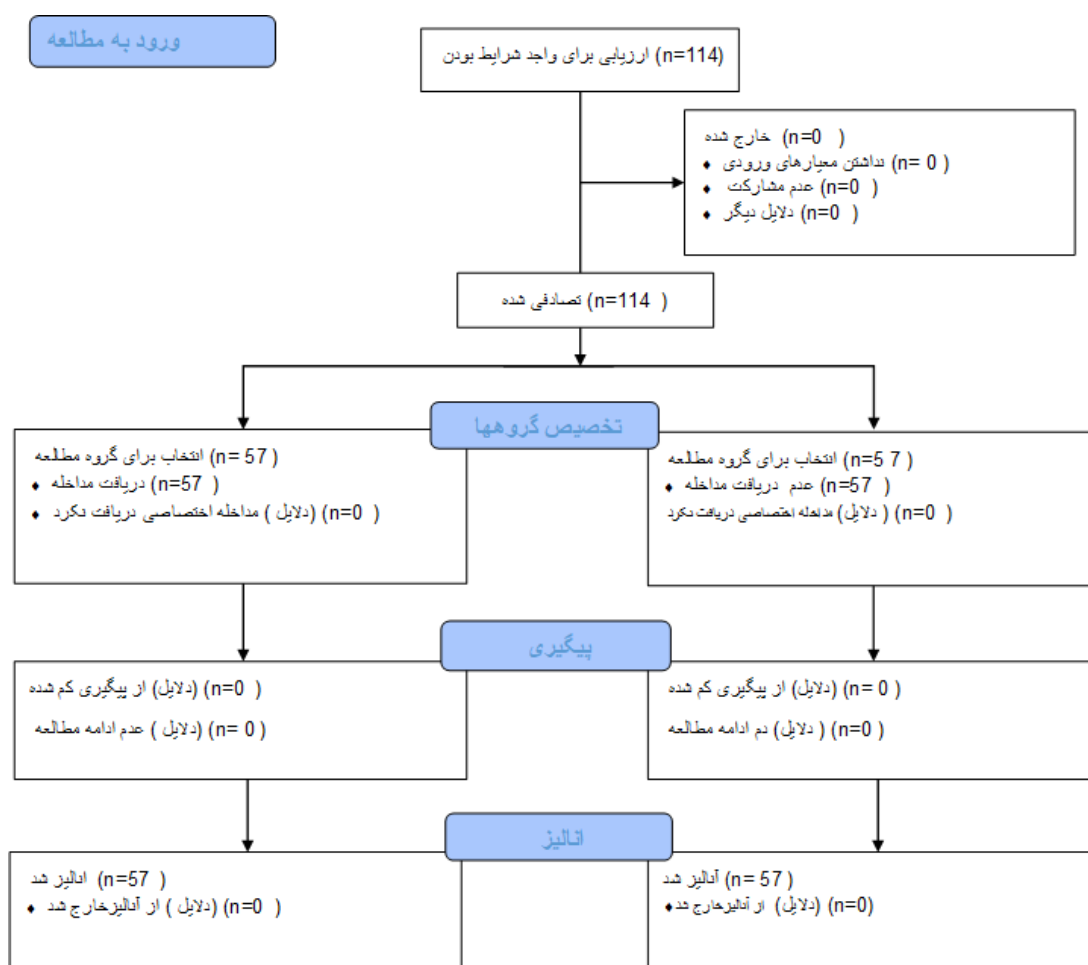 ورود به مطالعه
ارزیابی برای واجد شرایط بودن (n=114)
خارج شده (n=0 )
♦ نداشتن معیارهای ورودی (n= 0 )
♦ عدم مشارکت (n=0 )
♦ دلایل دیگر (n=0 )
تصادفی شده (n=114 )
تخصیص گروهها
انتخاب برای گروه مطالعه (n= 57 )
♦ دریافت مداخله (n=57 )
♦ مداخله اختصاصی دریافت نکرد ( دلایل) (n=0 )
انتخاب برای گروه مطالعه (n=5 7 )
♦ عدم دریافت مداخله (n=57 )
مداخله اختصاصی دریافت نکرد (دلایل ) (n=0 )
پیگیری
از پیگیری کم شده (دلایل) (n=0 )
عدم ادامه مطالعه ( دلایل) (n= 0 )
از پیگیری کم شده (دلایل) (n= 0 )
دم ادامه مطالعه (دلایل ) (n=0 )
انالیز
انالیز شد (n=57 )
♦ از آنالیزخارج شد ( دلایل) (n=0 )
آنالیز شد (n= 57 )
♦ از آنالیزخارج شد (دلایل) (n=0)